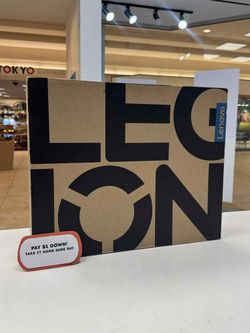 TOKYO
LEG
ION
Lenovo
PAY $1 DOWN!
TAKE IT HOME SAME DAY.